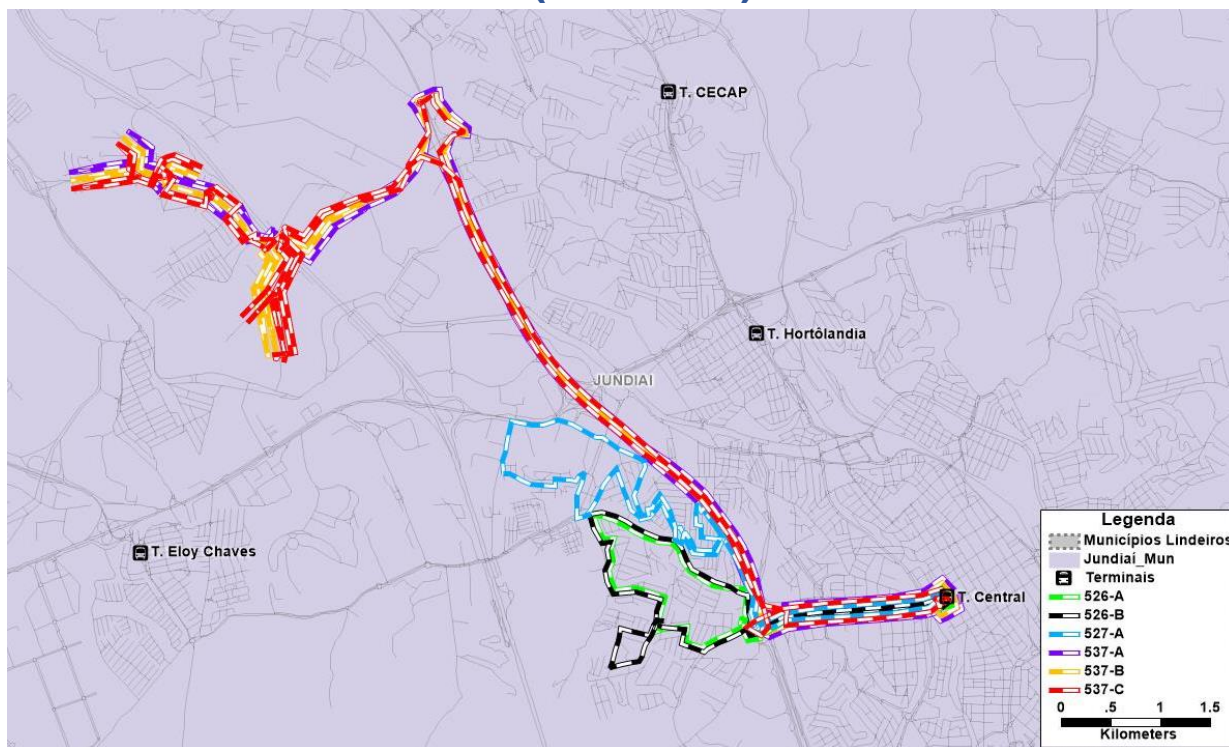 T. CECAP
T. Hortôlandia
JUNDIAI
T. Eloy Chaves
T. Central
Legenda
Municípios Lindeiros
Jundiaí_Mun
Terminais
526-A
526-B
527-A
537-A
537-B
537-C
0 .5 1 1.5
Kilometers